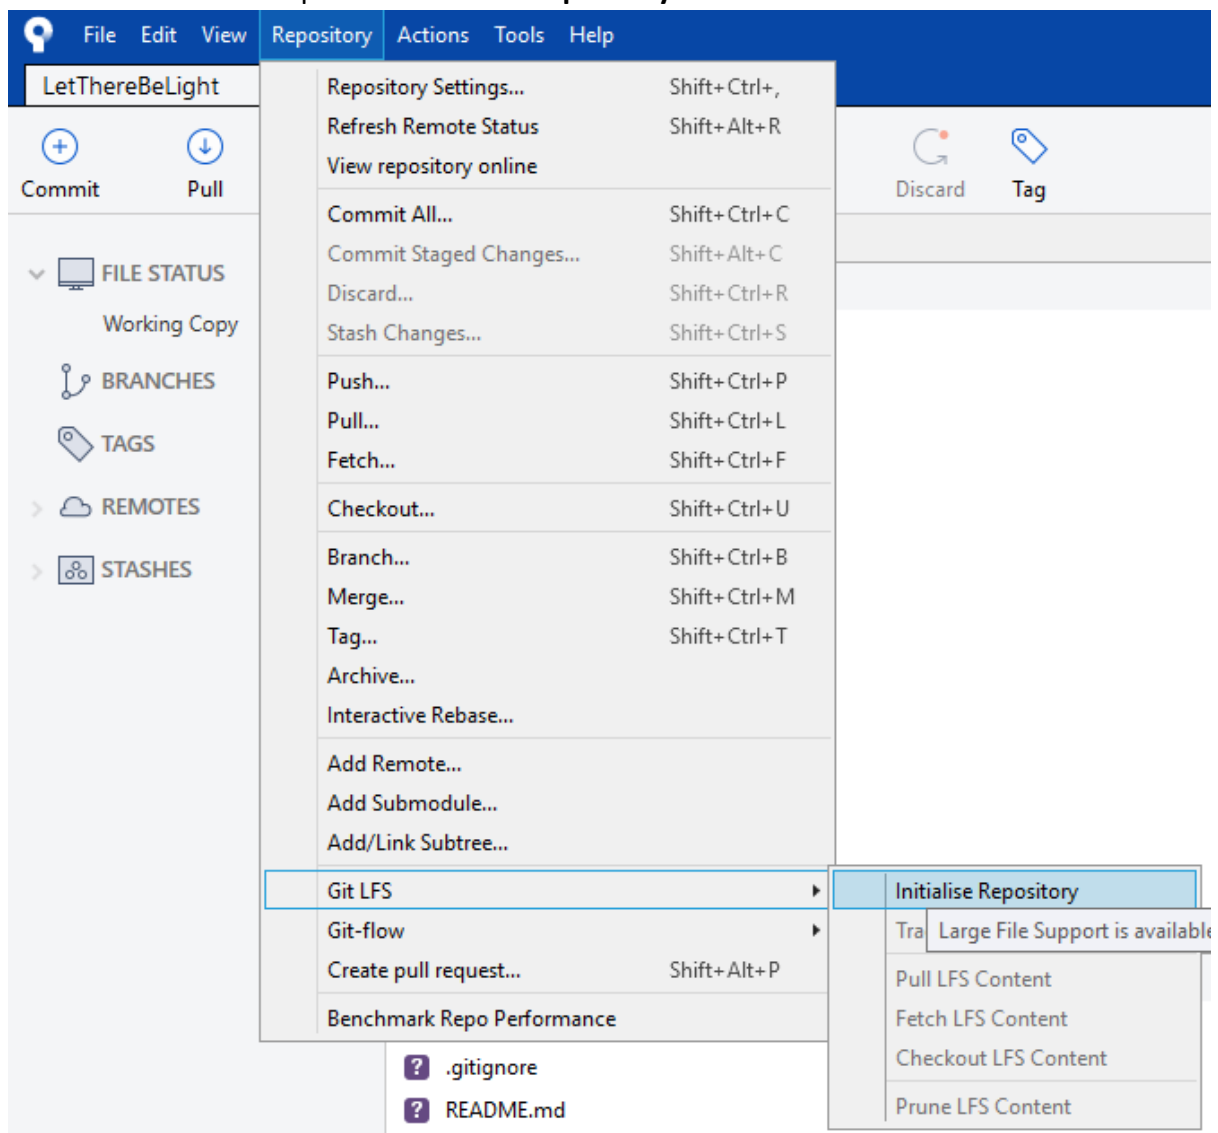 File Edit View Repository Actions Tools Help
LetThereBeLight
Commit Pull Discard Tag
FILE STATUS
Working Copy
BRANCHES
TAGS
REMOTES
STASHES
Repository Settings... Shift+Ctrl+,
Refresh Remote Status Shift+Alt+R
View repository online
Commit All... Shift+Ctrl+C
Commit Staged Changes... Shift+Alt+C
Discard... Shift+Ctrl+R
Stash Changes... Shift+Ctrl+S
Push... Shift+Ctrl+P
Pull... Shift+Ctrl+L
Fetch... Shift+Ctrl+F
Checkout... Shift+Ctrl+U
Branch... Shift+Ctrl+B
Merge... Shift+Ctrl+M
Tag... Shift+Ctrl+T
Archive...
Interactive Rebase...
Add Remote...
Add Submodule...
Add/Link Subtree...
Git LFS
Git-flow
Create pull request... Shift+Alt+P
Benchmark Repo Performance
Initialise Repository
Tra
Large File Support is available
Pull LFS Content
Fetch LFS Content
Checkout LFS Content
Prune LFS Content
.gitignore
README.md